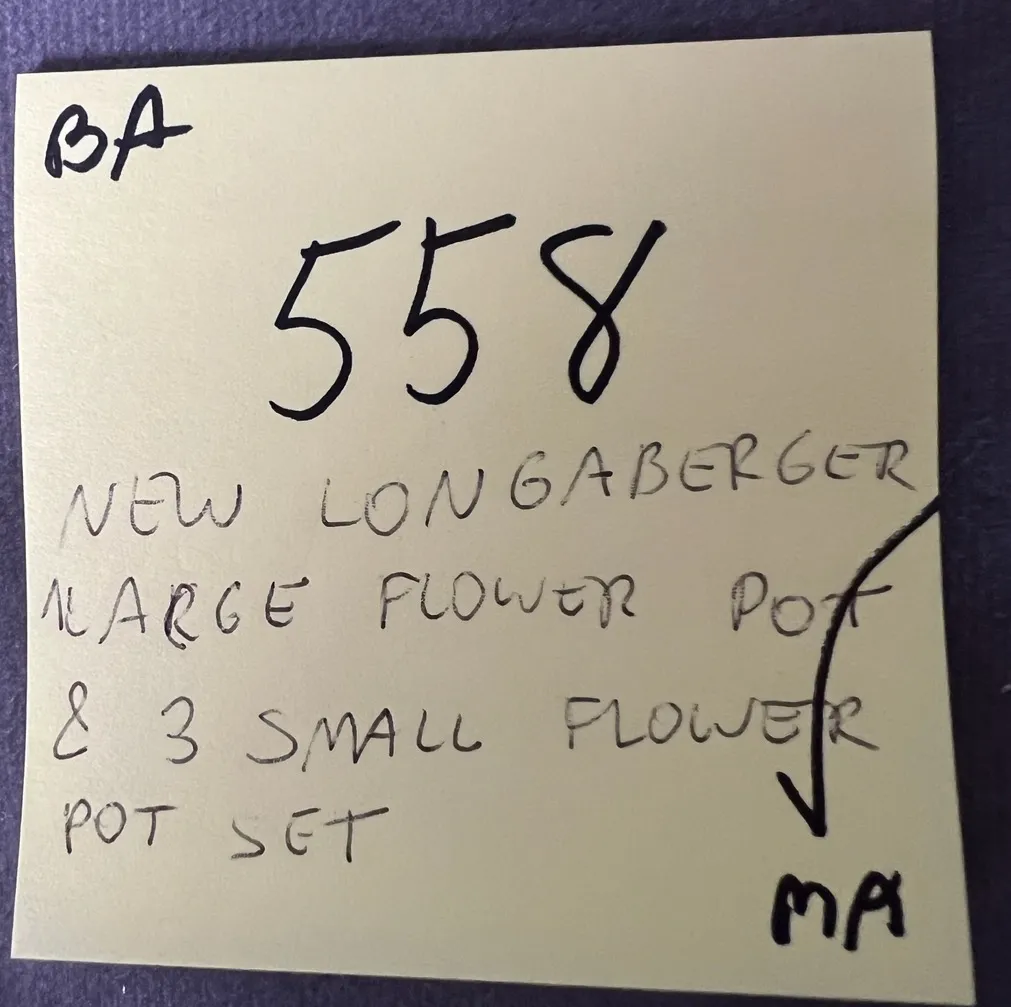 BA
558
NEW LONGABERGER
LARGE FLOWER POT
& 3 SMALL FLOWER
POT SET
MA